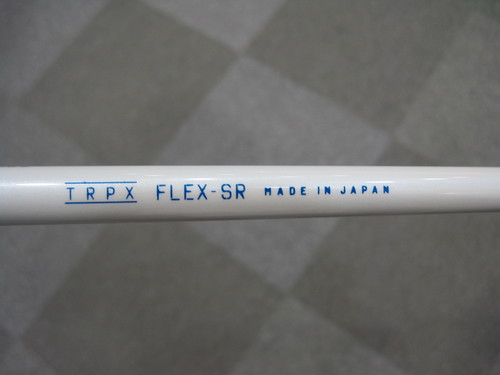 TRPX FLEX-SR MADE IN JAPAN